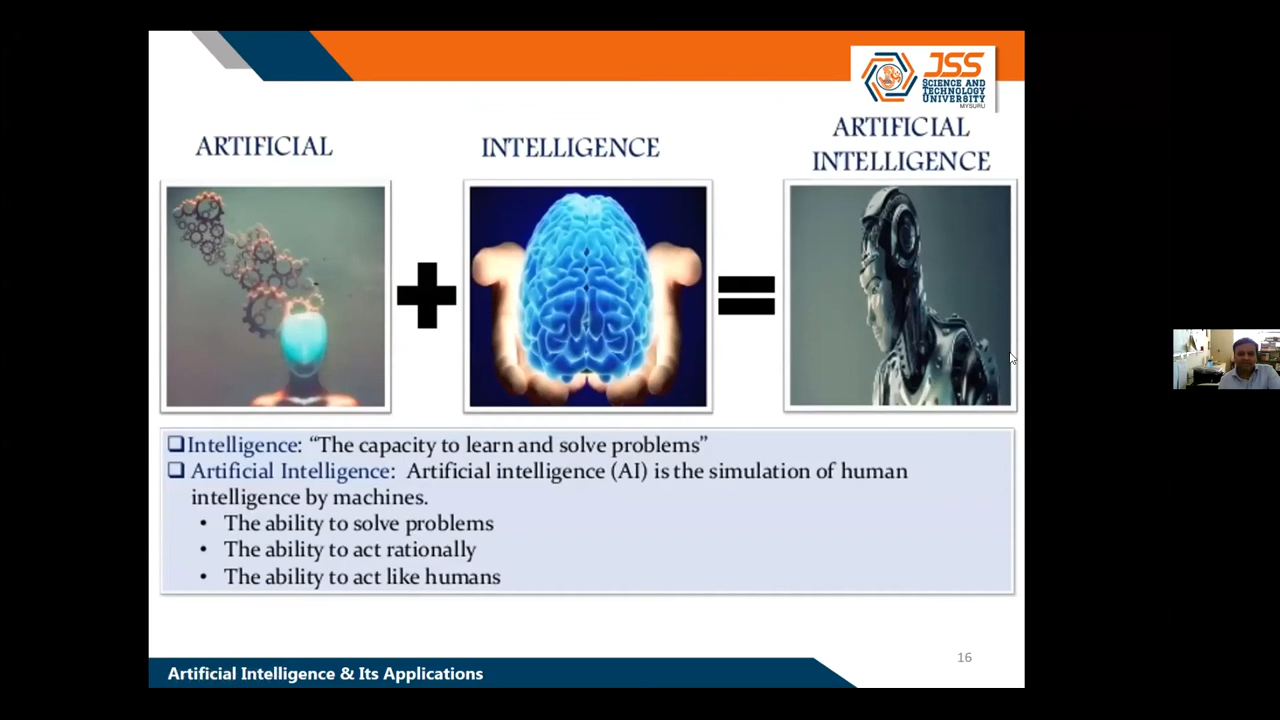 JSS
SCIENCE AND
TECHNOLOGY
UNIVERSITY
MYSURU
ARTIFICIAL
INTELLIGENCE
ARTIFICIAL
INTELLIGENCE
❑Intelligence: “The capacity to learn and solve problems”
❑ Artificial Intelligence: Artificial intelligence (AI) is the simulation of human
intelligence by machines.
• The ability to solve problems
• The ability to act rationally
• The ability to act like humans
16
Artificial Intelligence & Its Applications